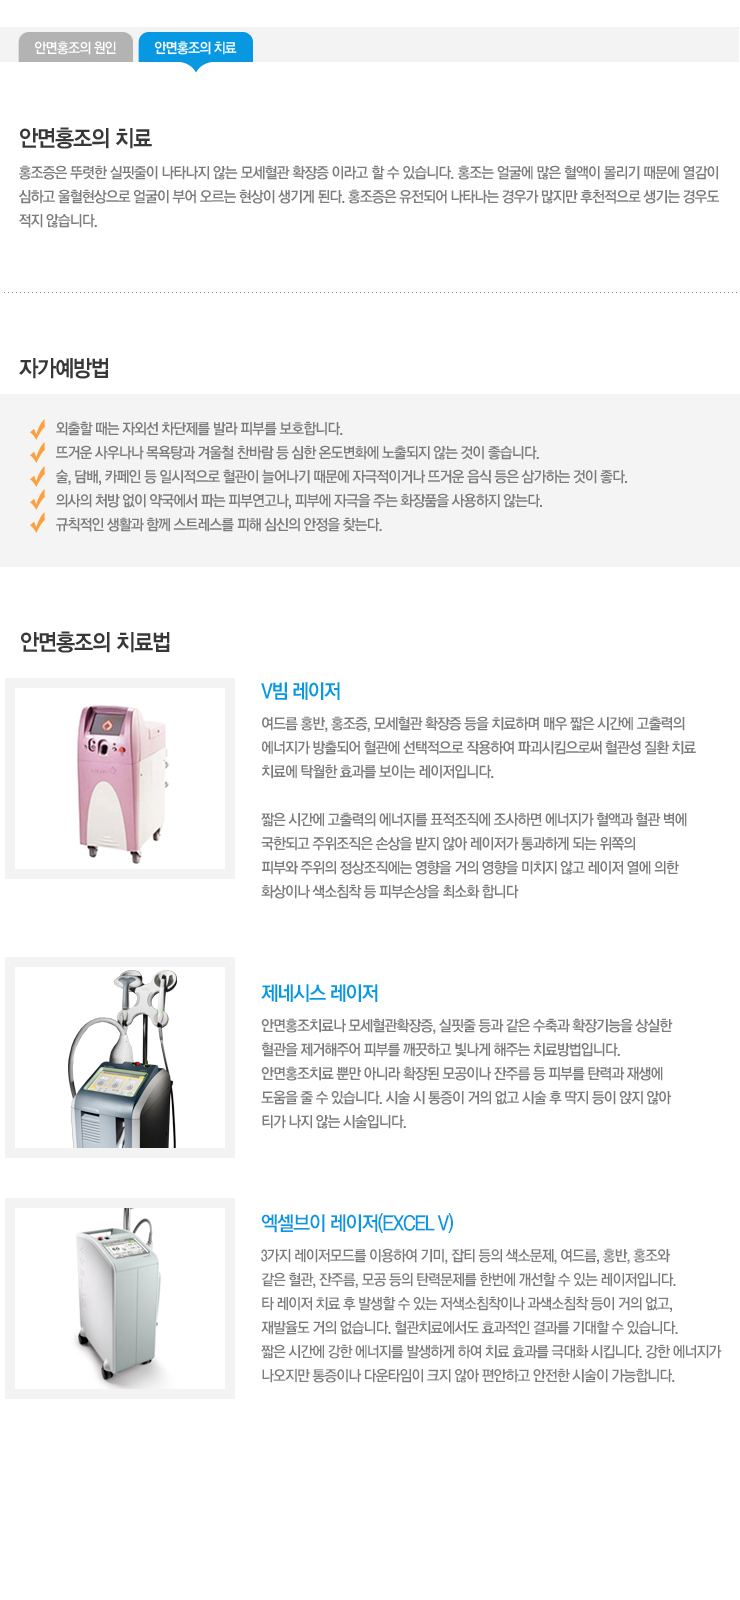 안면홍조의 원인
안면홍조의 치료
안면홍조의 치료
홍조증은 뚜렷한 실핏줄이 나타나지 않는 모세혈관 확장증 이라고 할 수 있습니다. 홍조는 얼굴에 많은 혈액이 몰리기 때문에 열감이
심하고 울혈현상으로 얼굴이 부어 오르는 현상이 생기게 된다. 홍조증은 유전되어 나타나는 경우가 많지만 후천적으로 생기는 경우도
적지 않습니다.
자가예방법
외출할 때는 자외선 차단제를 발라 피부를 보호합니다.
뜨거운 사우나나 목욕탕과 겨울철 찬바람 등 심한 온도변화에 노출되지 않는 것이 좋습니다.
술, 담배, 카페인 등 일시적으로 혈관이 늘어나기 때문에 자극적이거나 뜨거운 음식 등은 삼가하는 것이 좋다.
의사의 처방 없이 약국에서 파는 피부연고나, 피부에 자극을 주는 화장품을 사용하지 않는다.
규칙적인 생활과 함께 스트레스를 피해 심신의 안정을 찾는다.
안면홍조의 치료법
V빔 레이저
여드름 홍반, 홍조증, 모세혈관 확장증 등을 치료하며 매우 짧은 시간에 고출력의
에너지가 방출되어 혈관에 선택적으로 작용하여 파괴시킴으로써 혈관성 질환 치료
치료에 탁월한 효과를 보이는 레이저입니다.
짧은 시간에 고출력의 에너지를 표적조직에 조사하면 에너지가 혈액과 혈관 벽에
국한되고 주위조직은 손상을 받지 않아 레이저가 통과하게 되는 위쪽의
피부와 주위의 정상조직에는 영향을 거의 영향을 미치지 않고 레이저 열에 의한
화상이나 색소침착 등 피부손상을 최소화 합니다
제네시스 레이저
안면홍조치료나 모세혈관확장증, 실핏줄 등과 같은 수축과 확장기능을 상실한
혈관을 제거해주어 피부를 깨끗하고 빛나게 해주는 치료방법입니다.
안면홍조치료 뿐만 아니라 확장된 모공이나 잔주름 등 피부를 탄력과 재생에
도움을 줄 수 있습니다. 시술 시 통증이 거의 없고 시술 후 딱지 등이 앉지 않아
티가 나지 않는 시술입니다.
엑셀브이 레이저(EXCEL V)
3가지 레이저모드를 이용하여 기미, 잡티 등의 색소문제, 여드름, 홍반, 홍조와
같은 혈관, 잔주름, 모공 등의 탄력문제를 한번에 개선할 수 있는 레이저입니다.
타 레이저 치료 후 발생할 수 있는 저색소침착이나 과색소침착 등이 거의 없고,
재발율도 거의 없습니다. 혈관치료에서도 효과적인 결과를 기대할 수 있습니다.
짧은 시간에 강한 에너지를 발생하게 하여 치료 효과를 극대화 시킵니다. 강한 에너지가
나오지만 통증이나 다운타임이 크지 않아 편안하고 안전한 시술이 가능합니다.